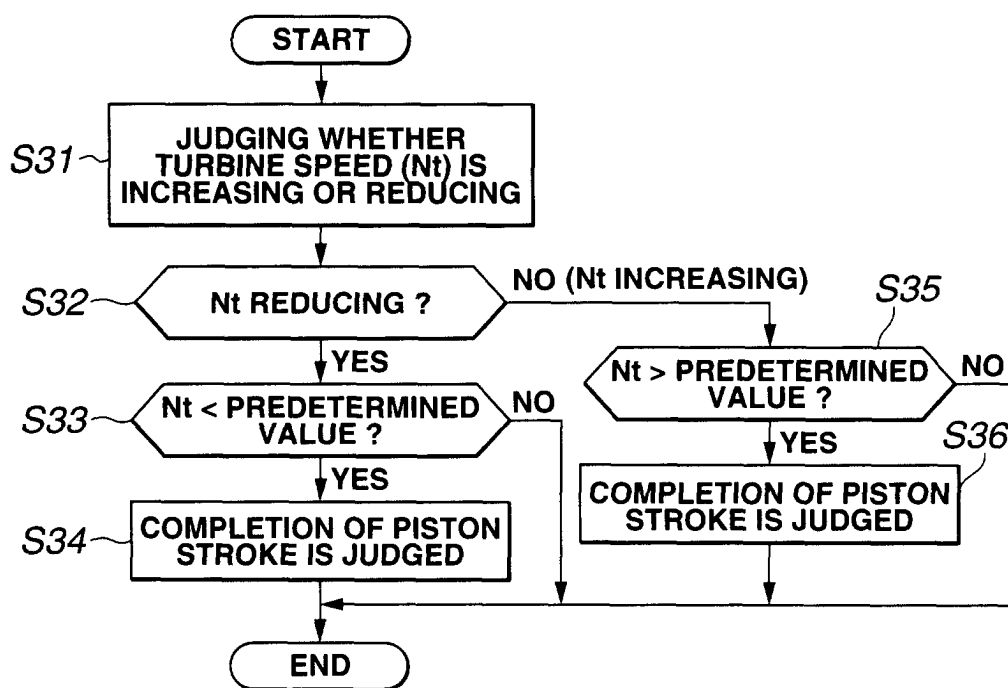 START
S31
JUDGING WHETHER
TURBINE SPEED (Nt) IS
INCREASING OR REDUCING
S32
Nt REDUCING ?
NO (Nt INCREASING)
S35
YES
Nt > PREDETERMINED
VALUE ?
NO
S33
Nt < PREDETERMINED
VALUE ?
NO
YES
S36
YES
COMPLETION OF PISTON
STROKE IS JUDGED
S34
COMPLETION OF PISTON
STROKE IS JUDGED
END